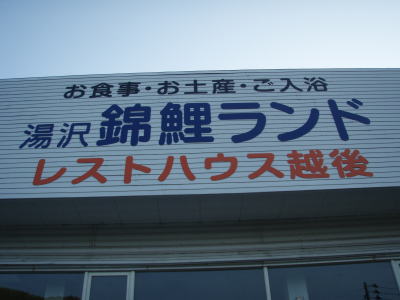 お食事・お土産・ご入浴
湯沢 錦鯉ランド
レストハウス越後